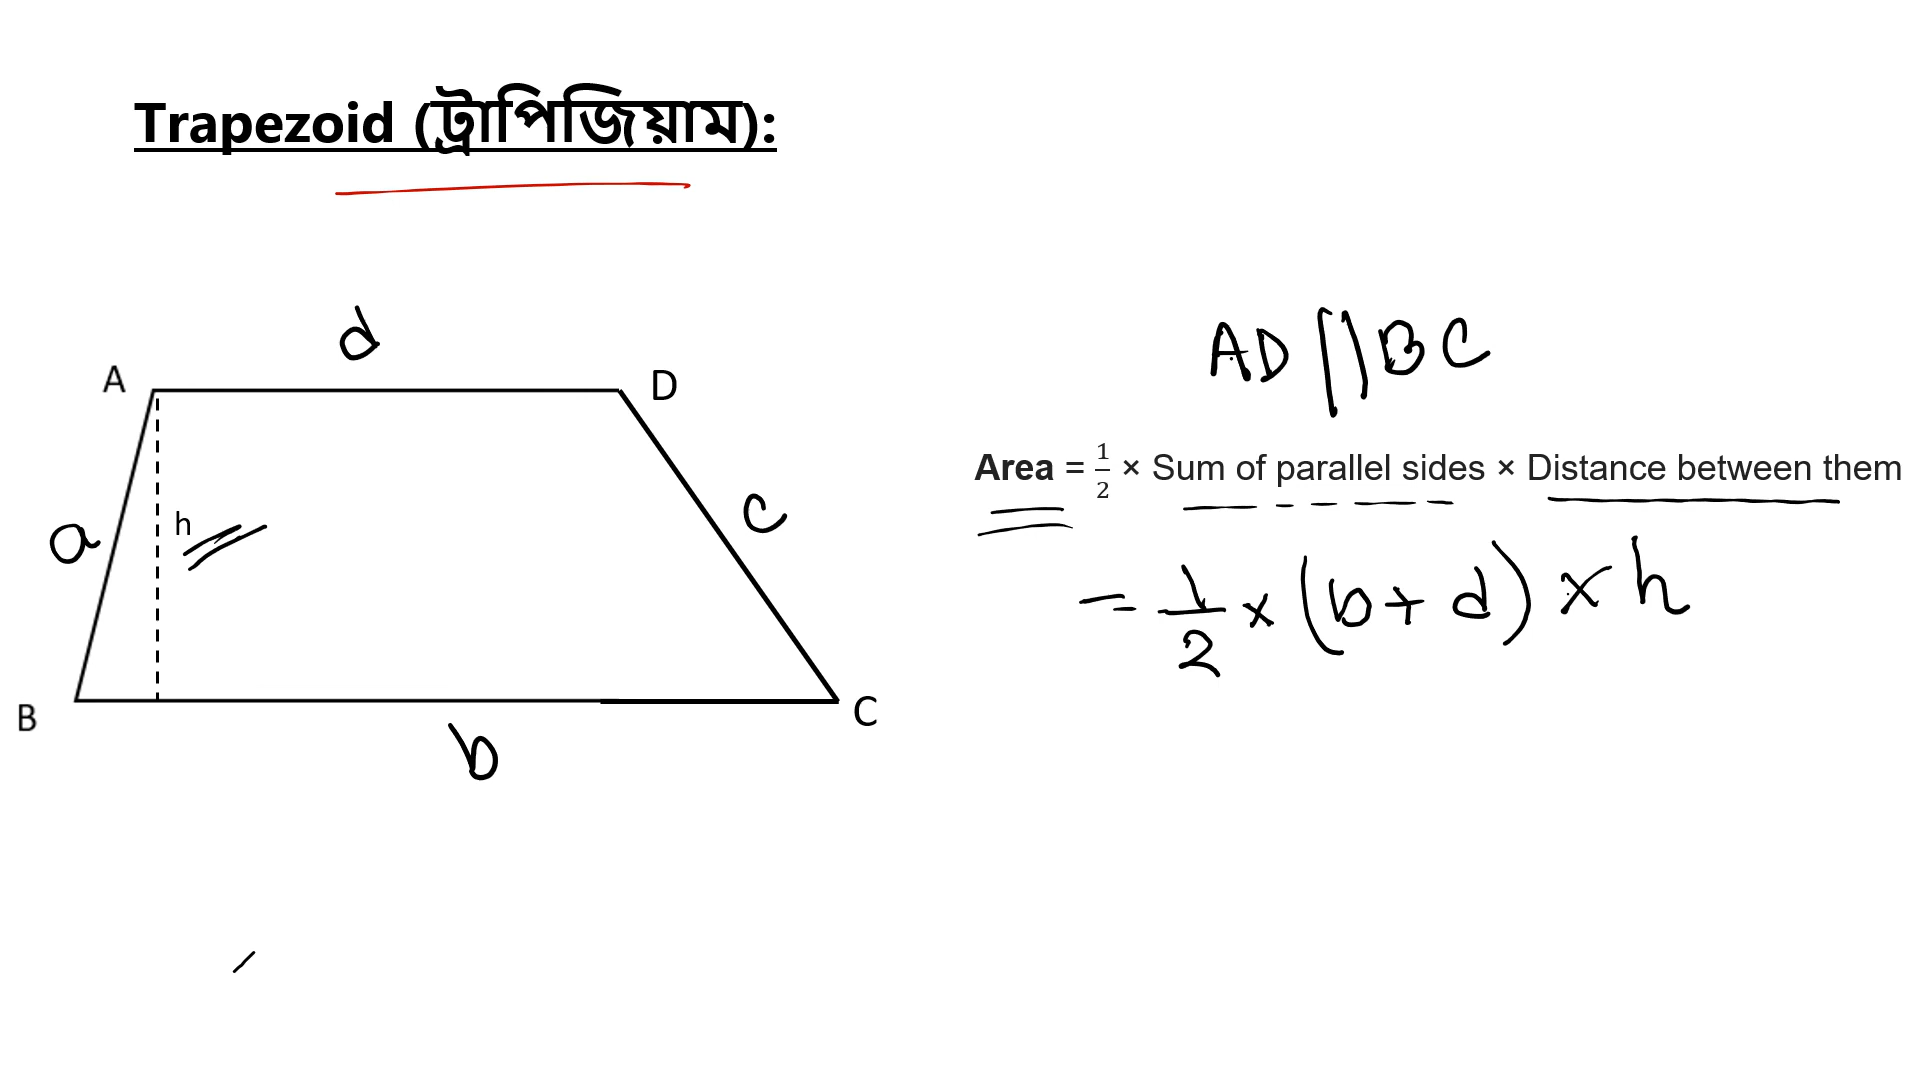 Trapezoid (ট্রাপিজিয়াম):
d
A
D
AD || BC
Area = 1/2 × Sum of parallel sides × Distance between them
a
h
c
= 1/2 × (b + d) × h
B
C
b